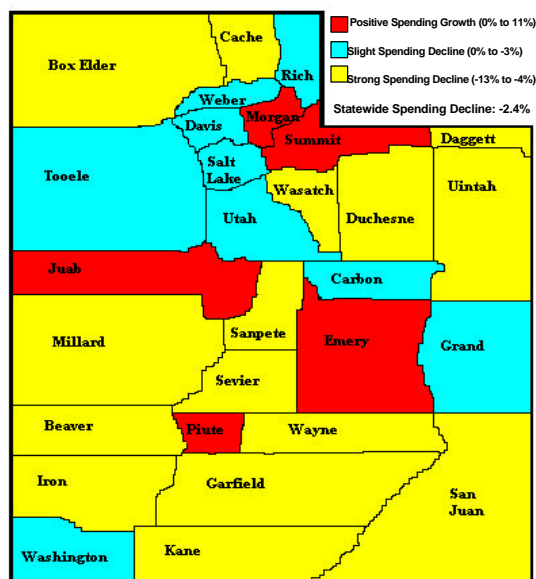 Positive Spending Growth (0% to 11%)
Slight Spending Decline (0% to -3%)
Strong Spending Decline (-13% to -4%)
Statewide Spending Decline: -2.4%
Cache
Box Elder
Rich
Weber
Morgan
Davis
Summit
Daggett
Salt
Lake
Tooele
Wasatch
Uintah
Utah
Duchesne
Juab
Carbon
Sanpete
Emery
Millard
Grand
Sevier
Beaver
Piute
Wayne
Iron
Garfield
San
Juan
Washington
Kane